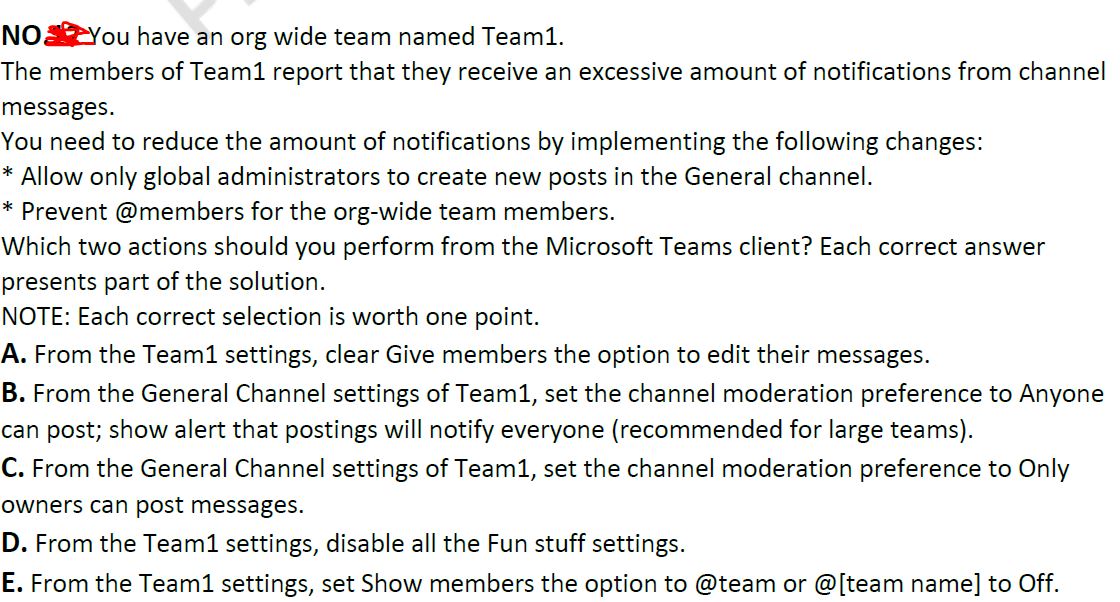 NO. You have an org wide team named Team1.
The members of Team1 report that they receive an excessive amount of notifications from channel
messages.
You need to reduce the amount of notifications by implementing the following changes:
* Allow only global administrators to create new posts in the General channel.
* Prevent @members for the org-wide team members.
Which two actions should you perform from the Microsoft Teams client? Each correct answer
presents part of the solution.
NOTE: Each correct selection is worth one point.
A. From the Team1 settings, clear Give members the option to edit their messages.
B. From the General Channel settings of Team1, set the channel moderation preference to Anyone
can post; show alert that postings will notify everyone (recommended for large teams).
C. From the General Channel settings of Team1, set the channel moderation preference to Only
owners can post messages.
D. From the Team1 settings, disable all the Fun stuff settings.
E. From the Team1 settings, set Show members the option to @team or @[team name] to Off.